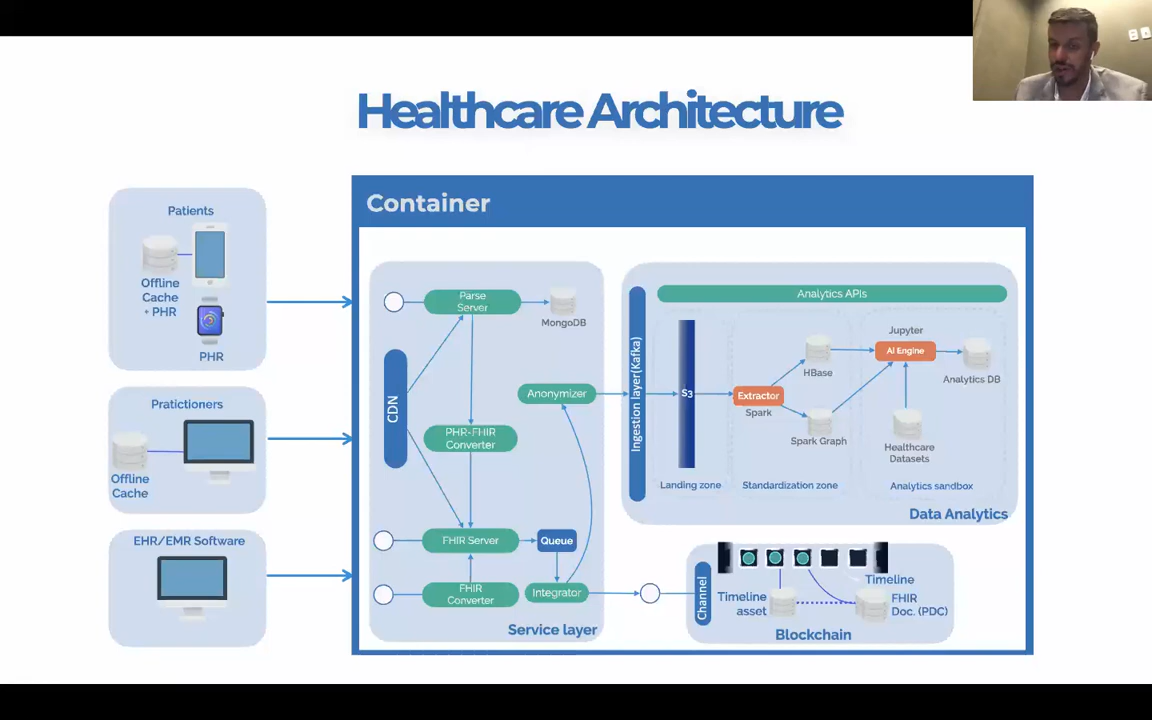 Healthcare Architecture
Patients
Offline
Cache
+ PHR
PHR
Pratictioners
Offline
Cache
EHR/EMR Software
Container
Parse
Server
MongoDB
CDN
Anonymizer
PHR-FHIR
Converter
FHIR Server
Queue
FHIR
Converter
Integrator
Service layer
Ingestion layer(Kafka)
Analytics APIs
S3
Landing zone
Extractor
Spark
HBase
Spark Graph
Standardization zone
Jupyter
AI Engine
Analytics DB
Healthcare
Datasets
Analytics sandbox
Data Analytics
Channel
Timeline
Timeline
asset
FHIR
Doc. (PDC)
Blockchain